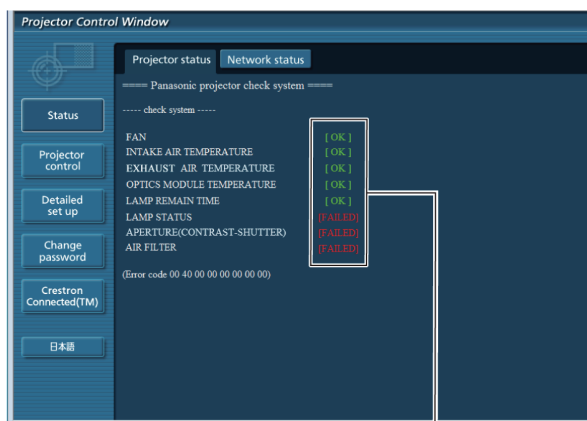 Projector Control Window
Projector status Network status
==== Panasonic projector check system ====
----- check system -----
FAN [ OK ]
INTAKE AIR TEMPERATURE [ OK ]
EXHAUST AIR TEMPERATURE [ OK ]
OPTICS MODULE TEMPERATURE [ OK ]
LAMP REMAIN TIME [ OK ]
LAMP STATUS [FAILED]
APERTURE(CONTRAST-SHUTTER) [FAILED]
AIR FILTER [FAILED]
(Error code 00 40 00 00 00 00 00 00)
Status
Projector
control
Detailed
set up
Change
password
Crestron
Connected(TM)
日本語